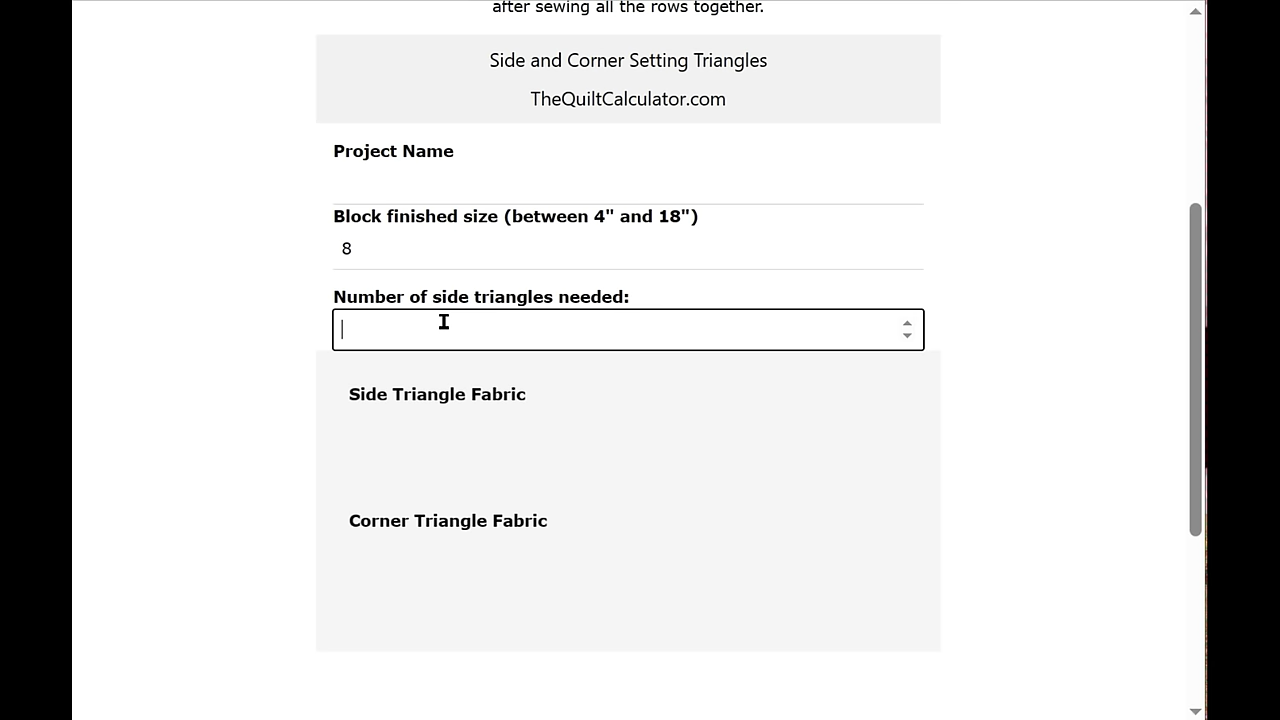 after sewing all the rows together.
Side and Corner Setting Triangles
TheQuiltCalculator.com
Project Name
Block finished size (between 4" and 18")
8
Number of side triangles needed:
Side Triangle Fabric
Corner Triangle Fabric